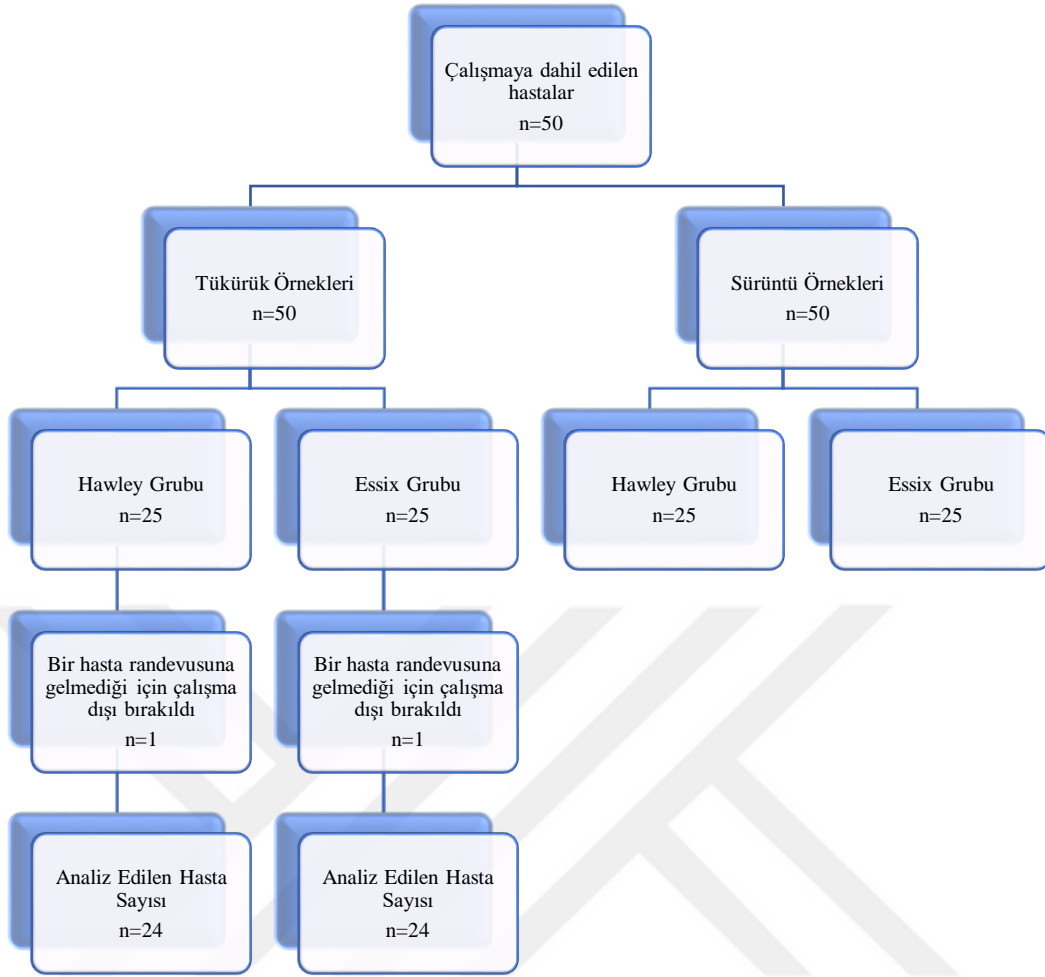 Çalışmaya dahil edilen
hastalar
n=50
Tükürük Örnekleri
n=50
Sürüntü Örnekleri
n=50
Hawley Grubu
n=25
Essix Grubu
n=25
Hawley Grubu
n=25
Essix Grubu
n=25
Bir hasta randevusuna
gelmediği için çalışma
dışı bırakıldı
n=1
Bir hasta randevusuna
gelmediği için çalışma
dışı bırakıldı
n=1
Analiz Edilen Hasta
Sayısı
n=24
Analiz Edilen Hasta
Sayısı
n=24